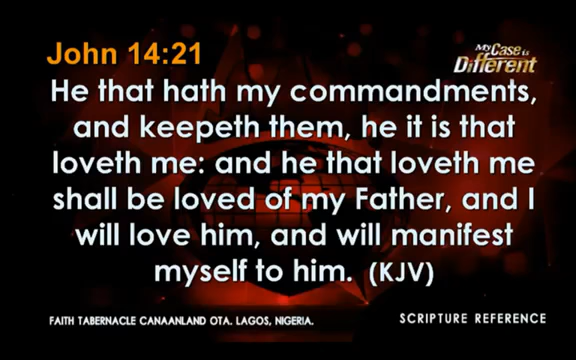 John 14:21
My Case is
Different
He that hath my commandments,
and keepeth them, he it is that
loveth me: and he that loveth me
shall be loved of my Father, and I
will love him, and will manifest
myself to him. (KJV)
FAITH TABERNACLE CANAANLAND OTA. LAGOS, NIGERIA.
SCRIPTURE REFERENCE